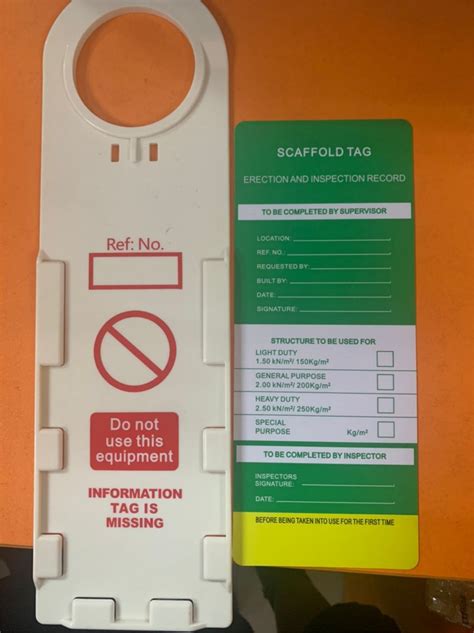 Ref: No.
Do not
use this
equipment
INFORMATION
TAG IS
MISSING
SCAFFOLD TAG
ERECTION AND INSPECTION RECORD
TO BE COMPLETED BY SUPERVISOR
LOCATION:
REF. NO.:
REQUESTED BY:
BUILT BY:
DATE:
SIGNATURE:
STRUCTURE TO BE USED FOR
LIGHT DUTY
1.50 kN/m²/ 150Kg/m²
GENERAL PURPOSE
2.00 kN/m²/ 200Kg/m²
HEAVY DUTY
2.50 kN/m²/ 250Kg/m²
SPECIAL
PURPOSE Kg/m²
TO BE COMPLETED BY INSPECTOR
INSPECTORS
SIGNATURE:
DATE:
BEFORE BEING TAKEN INTO USE FOR THE FIRST TIME